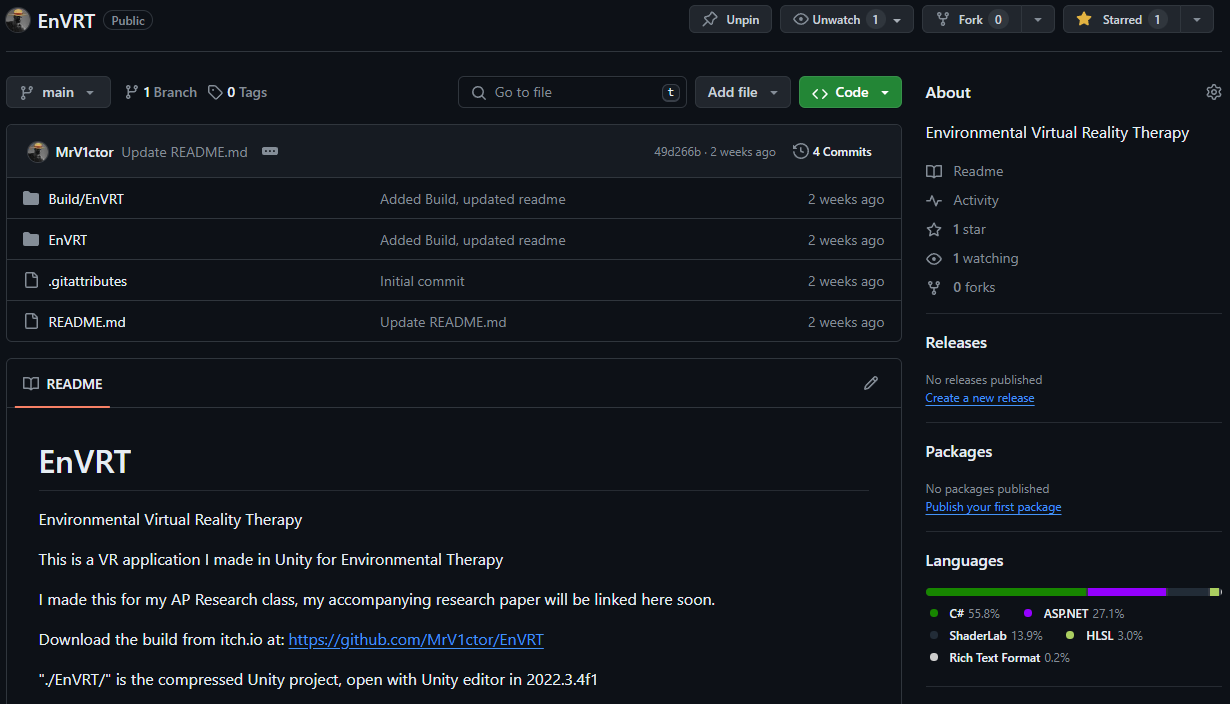 EnVRT Public Unpin Unwatch 1 Fork 0 Starred 1
main 1 Branch 0 Tags Go to file t Add file Code
MrV1ctor Update README.md 49d266b · 2 weeks ago 4 Commits
Build/EnVRT Added Build, updated readme 2 weeks ago
EnVRT Added Build, updated readme 2 weeks ago
.gitattributes Initial commit 2 weeks ago
README.md Update README.md 2 weeks ago
README
EnVRT
Environmental Virtual Reality Therapy
This is a VR application I made in Unity for Environmental Therapy
I made this for my AP Research class, my accompanying research paper will be linked here soon.
Download the build from itch.io at: https://github.com/MrV1ctor/EnVRT
"./EnVRT/" is the compressed Unity project, open with Unity editor in 2022.3.4f1
About
Environmental Virtual Reality Therapy
Readme
Activity
1 star
1 watching
0 forks
Releases
No releases published
Create a new release
Packages
No packages published
Publish your first package
Languages
C# 55.8% ASP.NET 27.1%
ShaderLab 13.9% HLSL 3.0%
Rich Text Format 0.2%